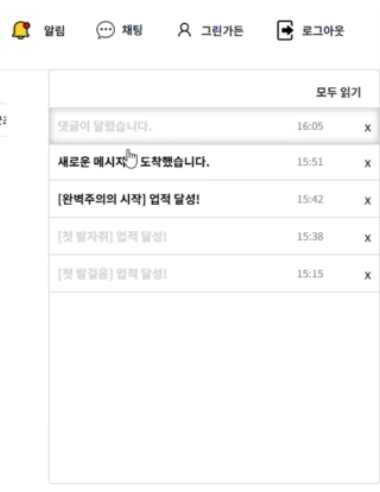 알림 채팅 그린가든 로그아웃
모두 읽기
댓글이 달렸습니다. 16:05 x
새로운 메시지가 도착했습니다. 15:51 x
[완벽주의의 시작] 업적 달성! 15:42 x
[첫 발자취] 업적 달성! 15:38 x
[첫 발걸음] 업적 달성! 15:15 x